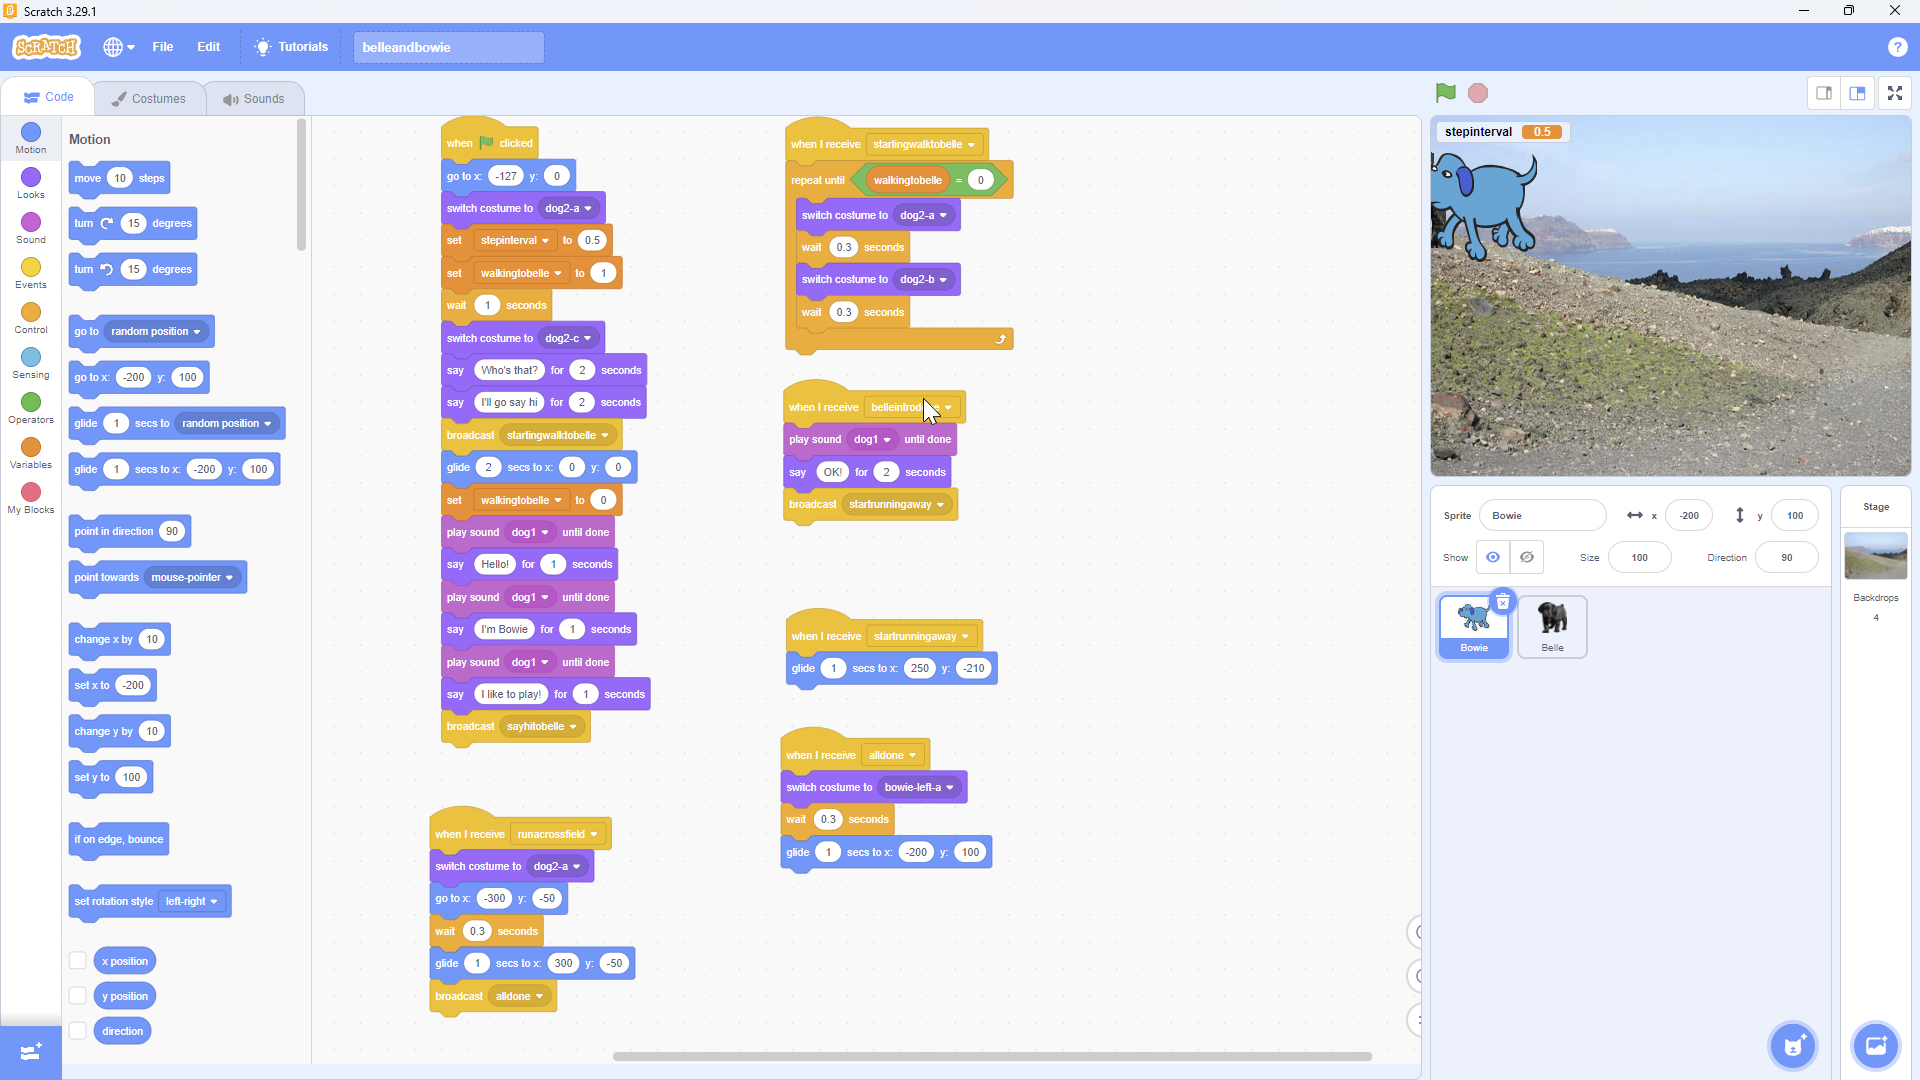 Scratch 3.29.1
SCRATCH File Edit Tutorials belleandbowie ?
Code Costumes Sounds
Motion
Looks
Sound
Events
Control
Sensing
Operators
Variables
My Blocks
Motion
move 10 steps
turn 15 degrees
turn 15 degrees
go to random position
go to x: -200 y: 100
glide 1 secs to random position
glide 1 secs to x: -200 y: 100
point in direction 90
point towards mouse-pointer
change x by 10
set x to -200
change y by 10
set y to 100
if on edge, bounce
set rotation style left-right
x position
y position
direction
when clicked
go to x: -127 y: 0
switch costume to dog2-a
set stepinterval to 0.5
set walkingtobelle to 1
wait 1 seconds
switch costume to dog2-c
say Who's that? for 2 seconds
say I'll go say hi for 2 seconds
broadcast startingwalktobelle
glide 2 secs to x: 0 y: 0
set walkingtobelle to 0
play sound dog1 until done
say Hello! for 1 seconds
play sound dog1 until done
say I'm Bowie for 1 seconds
play sound dog1 until done
say I like to play! for 1 seconds
broadcast sayhitobelle
when I receive runacrossfield
switch costume to dog2-a
go to x: -300 y: -50
wait 0.3 seconds
glide 1 secs to x: 300 y: -50
broadcast alldone
when I receive startingwalktobelle
repeat until walkingtobelle = 0
switch costume to dog2-a
wait 0.3 seconds
switch costume to dog2-b
wait 0.3 seconds
when I receive
play sound dog1 until done
say OK! for 2 seconds
broadcast startrunningaway
when I receive startrunningaway
glide 1 secs to x: 250 y: -210
when I receive alldone
switch costume to bowie-left-a
wait 0.3 seconds
glide 1 secs to x: -200 y: 100
stepinterval 0.5
Sprite Bowie x -200 y 100
Show Size 100 Direction 90
Bowie
Belle
Stage
Backdrops
4